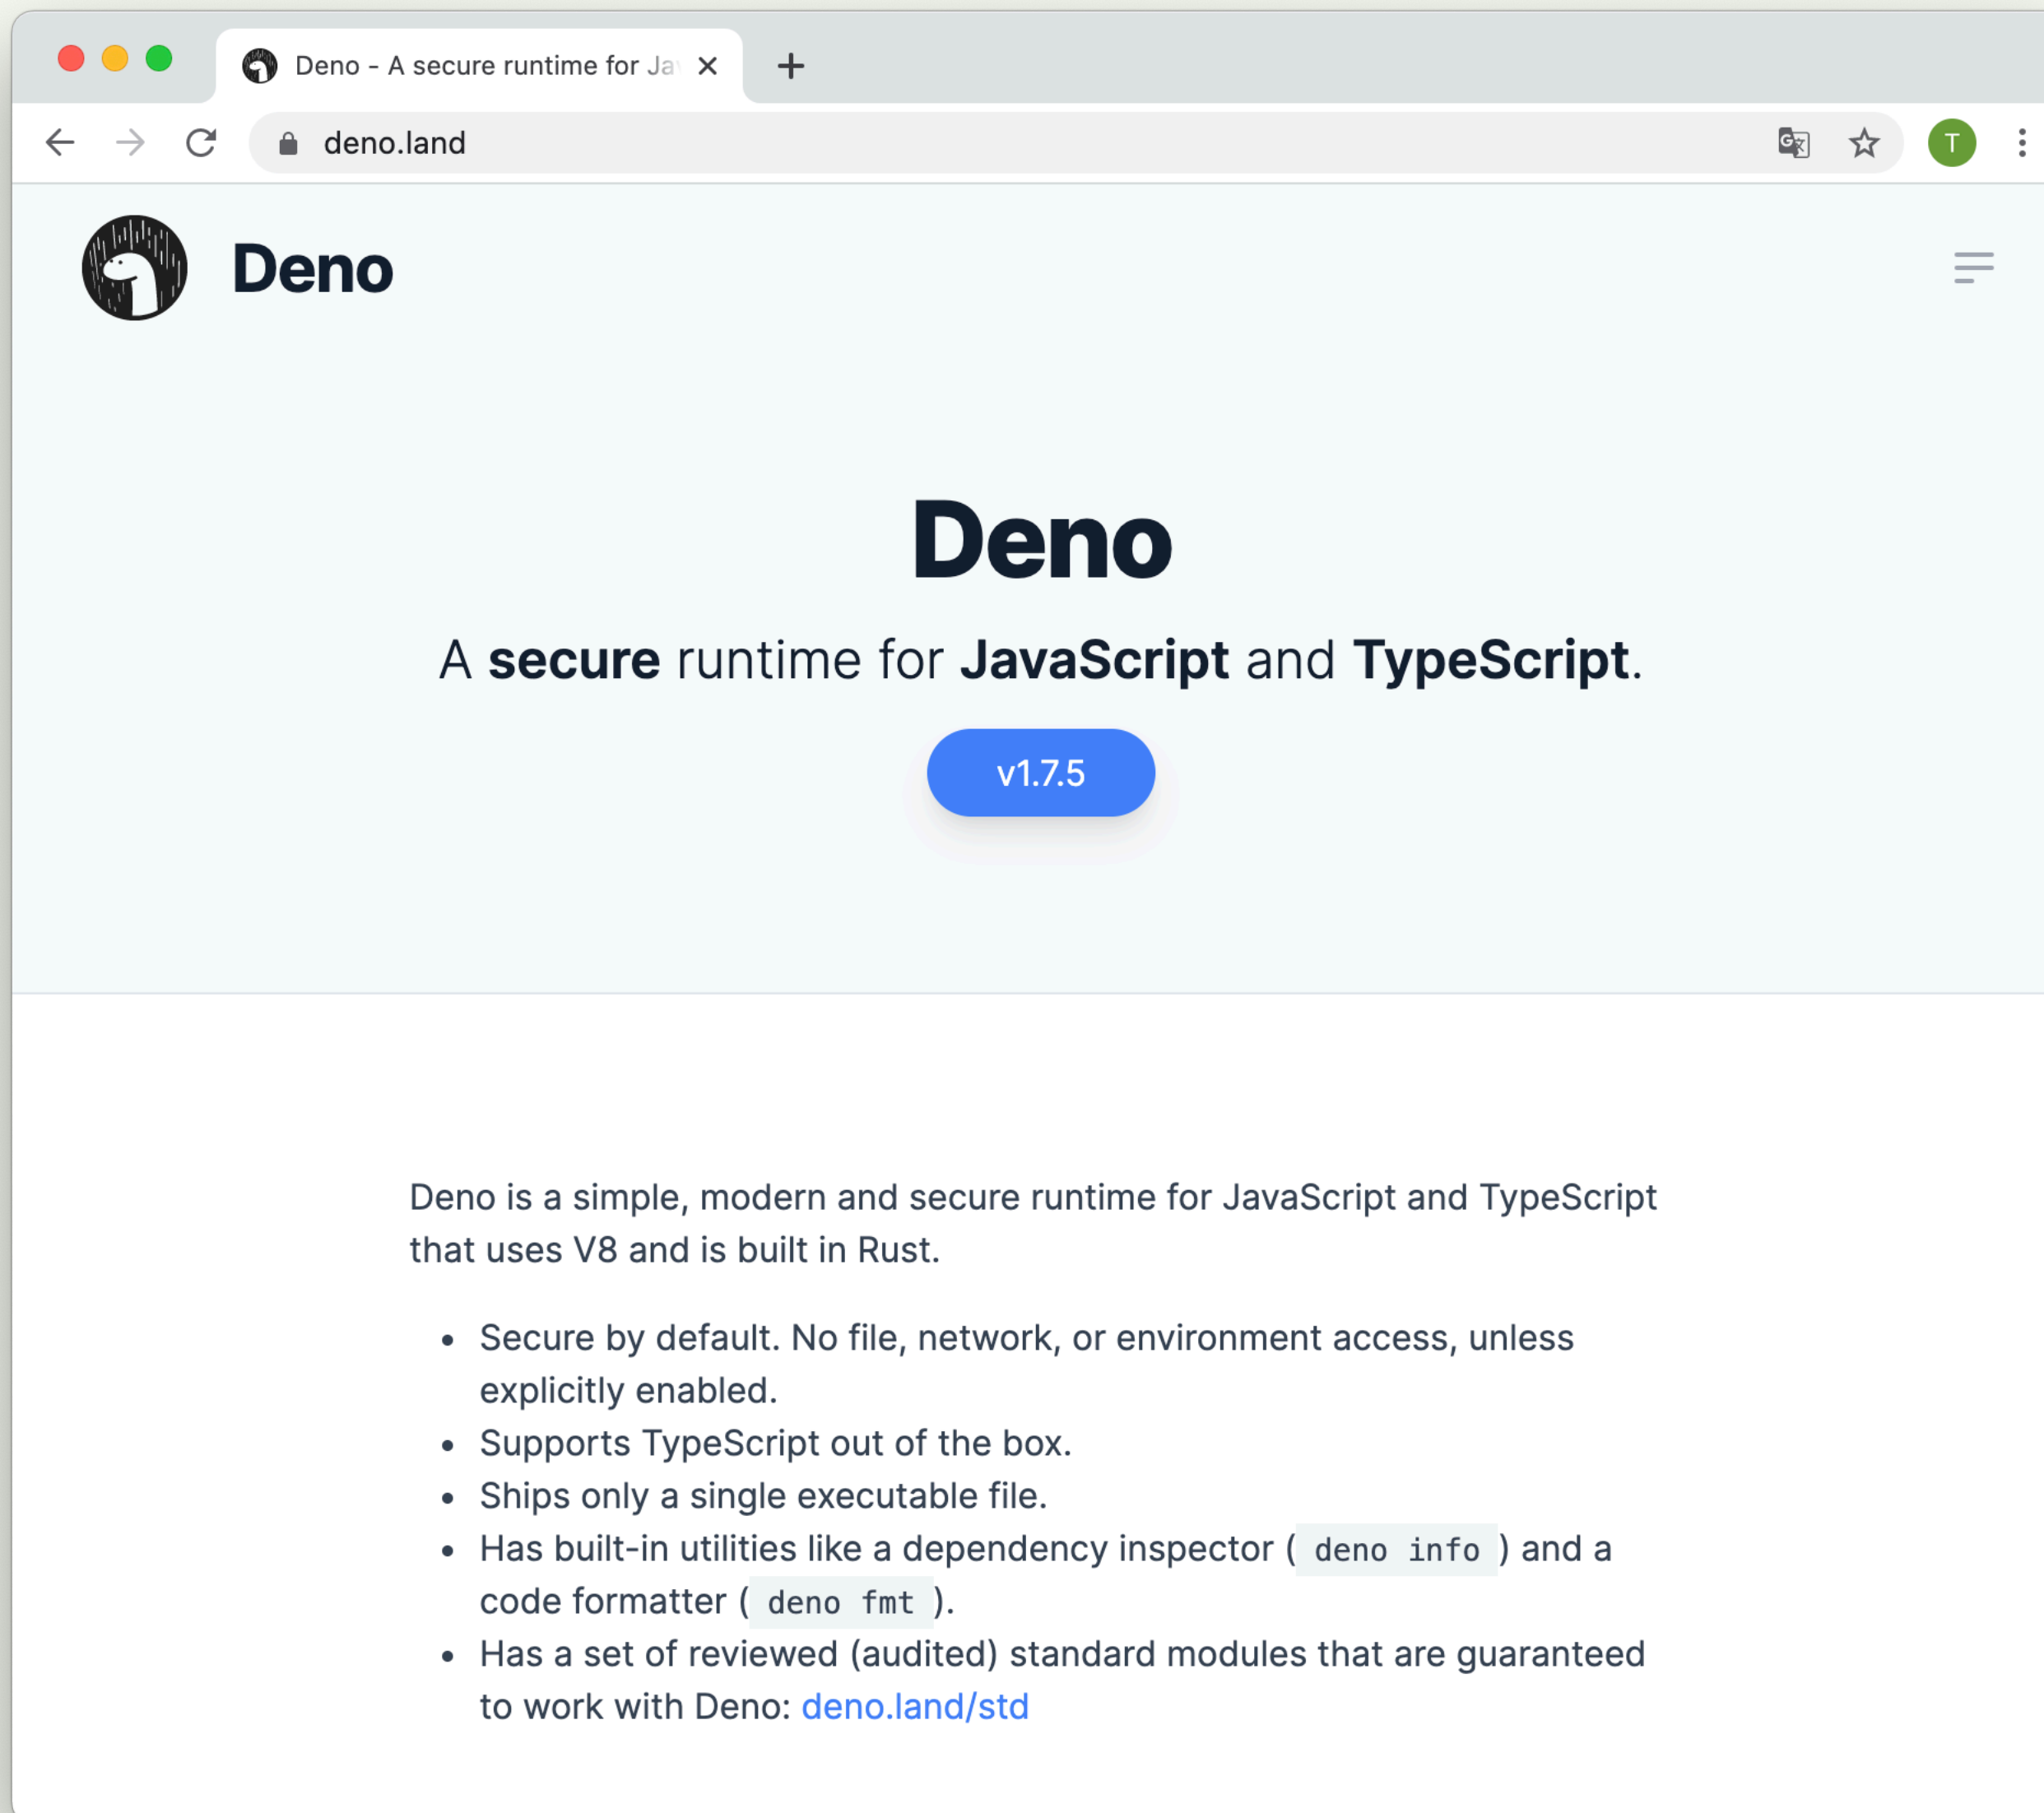 Deno - A secure runtime for Ja
deno.land
T
Deno
Deno
A secure runtime for JavaScript and TypeScript.
v1.7.5
Deno is a simple, modern and secure runtime for JavaScript and TypeScript
that uses V8 and is built in Rust.
• Secure by default. No file, network, or environment access, unless
explicitly enabled.
• Supports TypeScript out of the box.
• Ships only a single executable file.
• Has built-in utilities like a dependency inspector ( deno info ) and a
code formatter ( deno fmt ).
• Has a set of reviewed (audited) standard modules that are guaranteed
to work with Deno: deno.land/std